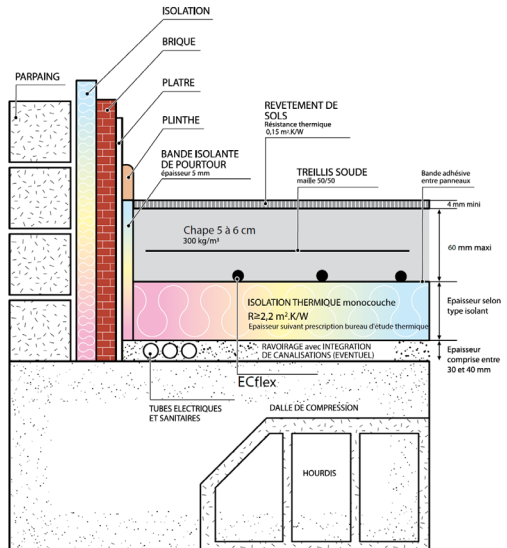 ISOLATION
BRIQUE
PARPAING
PLATRE
PLINTHE
BANDE ISOLANTE
DE POURTOUR
épaisseur 5 mm
REVETEMENT DE
SOLS
Résistance thermique
0,15 m².K/W
TREILLIS SOUDE
maille 50/50
Bande adhésive
entre panneaux
4 mm mini
Chape 5 à 6 cm
300 kg/m³
60 mm maxi
ISOLATION THERMIQUE monocouche
R≥2,2 m².K/W
Epaisseur suivant prescription bureau d'étude thermique
Epaisseur selon
type isolant
RAVOIRAGE avec INTEGRATION
DE CANALISATIONS (EVENTUEL)
Epaisseur
comprise entre
30 et 40 mm
ECflex
TUBES ELECTRIQUES
ET SANITAIRES
DALLE DE COMPRESSION
HOURDIS